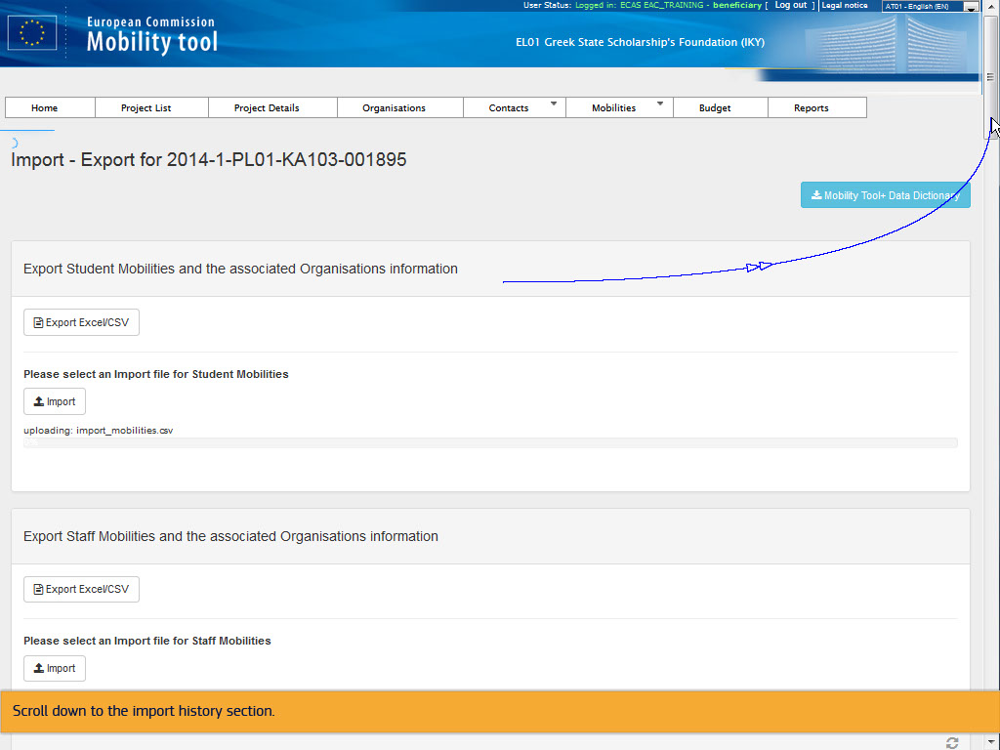 User Status: Logged in: ECAS EAC_TRAINING - beneficiary [ Log out ] Legal notice AT01 - English (EN)
European Commission
Mobility tool
EL01 Greek State Scholarship's Foundation (IKY)
Home Project List Project Details Organisations Contacts Mobilities Budget Reports
Import - Export for 2014-1-PL01-KA103-001895
Mobility Tool+ Data Dictionary
Export Student Mobilities and the associated Organisations information
Export Excel/CSV
Please select an Import file for Student Mobilities
Import
uploading: import_mobilities.csv
Export Staff Mobilities and the associated Organisations information
Export Excel/CSV
Please select an Import file for Staff Mobilities
Import
Scroll down to the import history section.